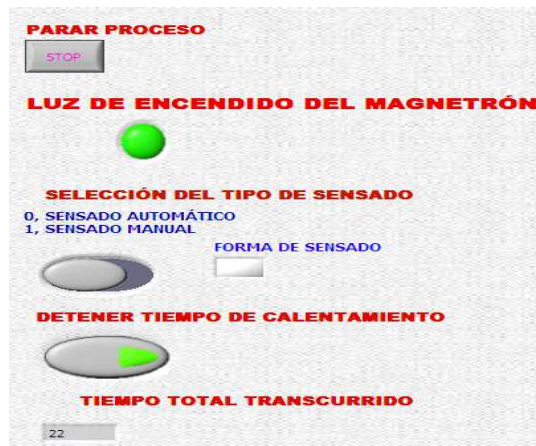 PARAR PROCESO
STOP
LUZ DE ENCENDIDO DEL MAGNETRÓN
SELECCIÓN DEL TIPO DE SENSADO
0, SENSADO AUTOMÁTICO
1, SENSADO MANUAL
FORMA DE SENSADO
DETENER TIEMPO DE CALENTAMIENTO
TIEMPO TOTAL TRANSCURRIDO
22